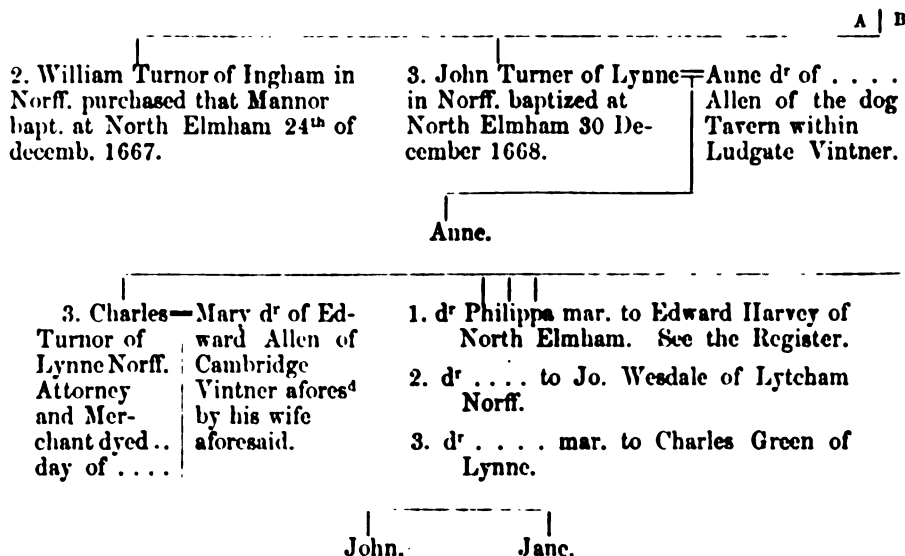 A | B
2. William Turnor of Ingham in
Norff. purchased that Mannor
bapt. at North Elmham 24th of
decemb. 1667.
3. John Turner of Lynne
in Norff. baptized at
North Elmham 30 De-
cember 1668.
Anne dr of . . . .
Allen of the dog
Tavern within
Ludgate Vintner.
Anne.
3. Charles
Turnor of
Lynne Norff.
Attorney
and Mer-
chant dyed ..
day of . . . .
Mary dr of Ed-
ward Allen of
Cambridge
Vintner aforesd
by his wife
aforesaid.
1. dr Philippa mar. to Edward Harvey of
North Elmham. See the Register.
2. dr . . . . to Jo. Wesdale of Lytcham
Norff.
3. dr . . . . mar. to Charles Green of
Lynne.
John.
Jane.